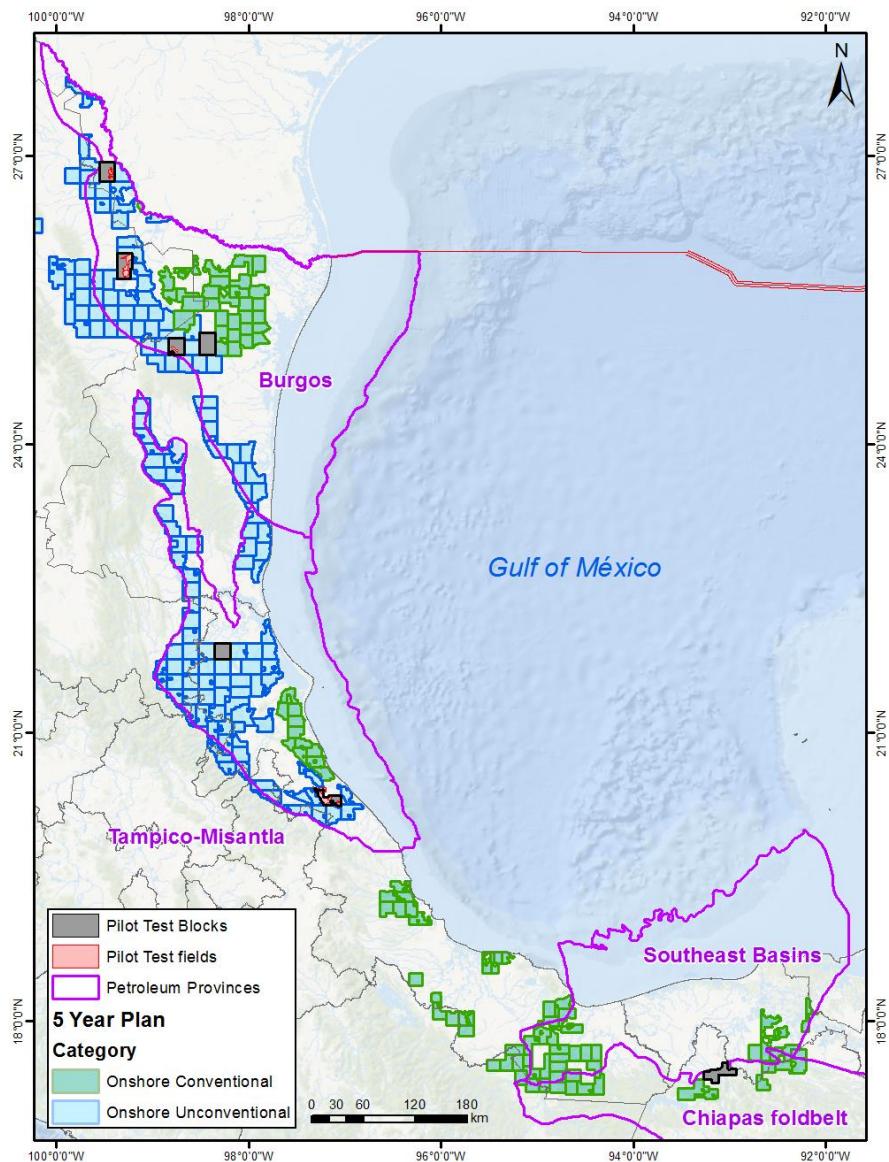 100°0'0"W
98°0'0"W
96°0'0"W
94°0'0"W
92°0'0"W
N
27°0'0"N
27°0'0"N
Burgos
24°0'0"N
24°0'0"N
Gulf of México
21°0'0"N
21°0'0"N
Tampico-Misantla
Pilot Test Blocks
Pilot Test fields
Petroleum Provinces
5 Year Plan
Category
Onshore Conventional
Onshore Unconventional
Southeast Basins
18°0'0"N
18°0'0"N
0 30 60 120 180
km
Chiapas foldbelt
100°0'0"W
98°0'0"W
96°0'0"W
94°0'0"W
92°0'0"W